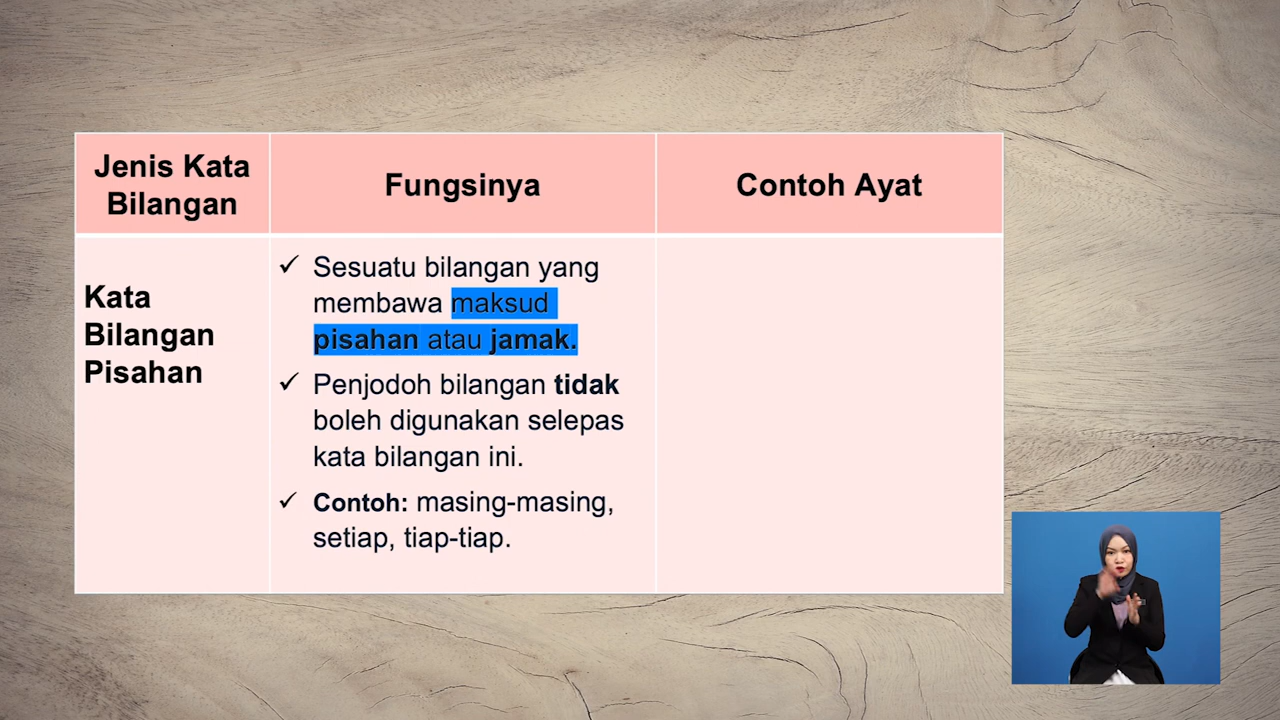 Jenis Kata
Bilangan
Fungsinya
Contoh Ayat
Kata
Bilangan
Pisahan
✓ Sesuatu bilangan yang
membawa maksud
pisahan atau jamak.
✓ Penjodoh bilangan tidak
boleh digunakan selepas
kata bilangan ini.
✓ Contoh: masing-masing,
setiap, tiap-tiap.